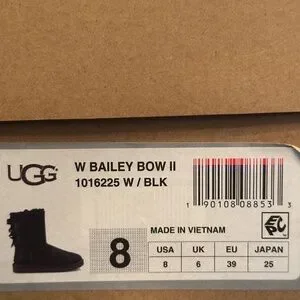 UGG
W BAILEY BOW II
1016225 W / BLK
1 90108 08853 3
MADE IN VIETNAM
8
USA UK EU JAPAN
8 6 39 25
EPC